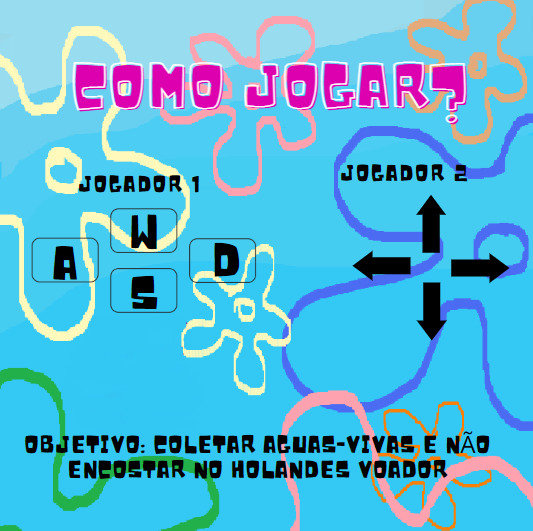 COMO JOGAR?
JOGADOR 1
JOGADOR 2
W
A
D
S
OBJETIVO: COLETAR AGUAS-VIVAS E NÃO
ENCOSTAR NO HOLANDES VOADOR